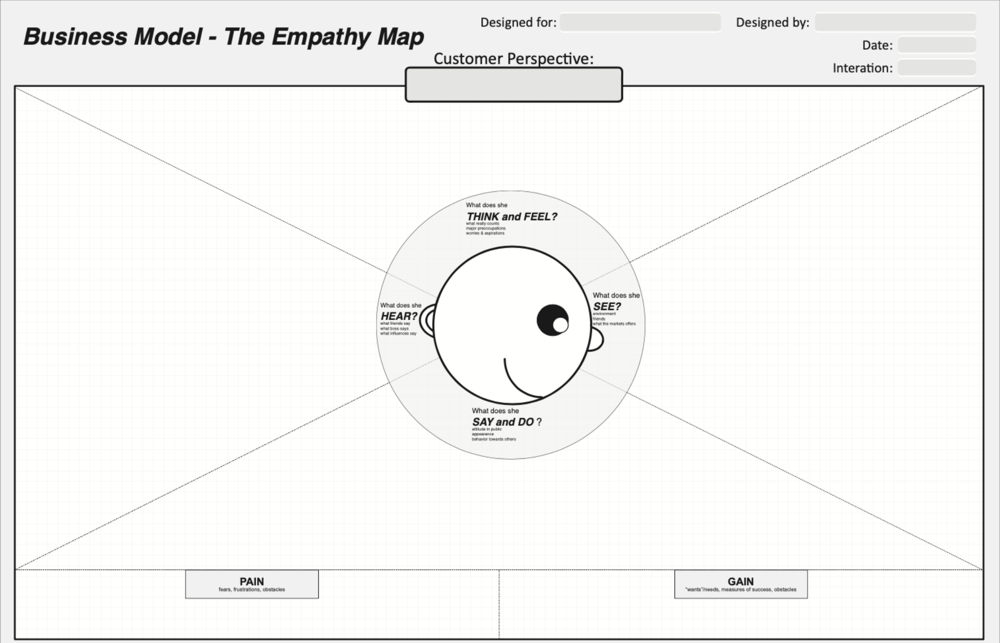 Business Model - The Empathy Map
Designed for:
Designed by:
Date:
Interation:
Customer Perspective:
What does she
THINK and FEEL?
what really counts
major preoccupations
worries & aspirations
What does she
HEAR?
what friends say
what boss says
what influences say
What does she
SEE?
environment
friends
what the markets offers
What does she
SAY and DO ?
attitude in public
appearance
behavior towards others
PAIN
fears, frustrations, obstacles
GAIN
"wants"/needs, measures of success, obstacles